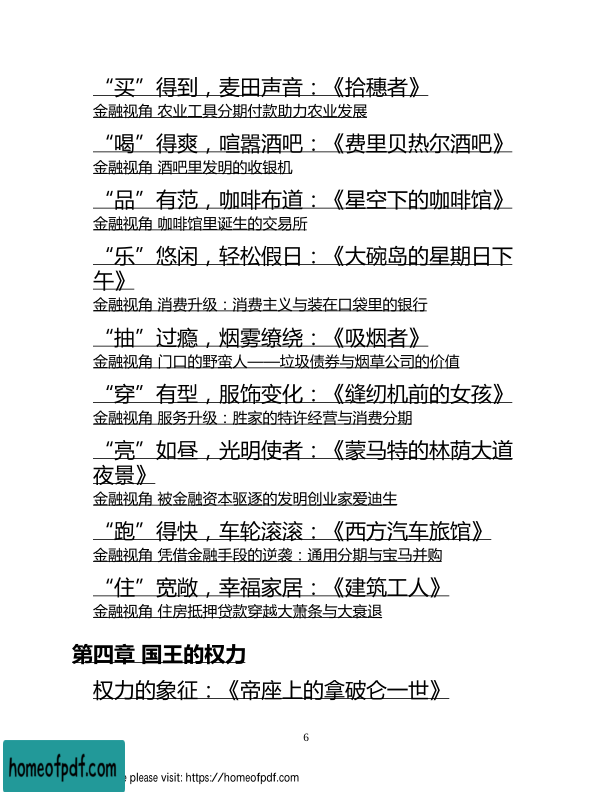 “买”得到，麦田声音：《拾穗者》
金融视角 农业工具分期付款助力农业发展
“喝”得爽，喧嚣酒吧：《费里贝热尔酒吧》
金融视角 酒吧里发明的收银机
“品”有范，咖啡布道：《星空下的咖啡馆》
金融视角 咖啡馆里诞生的交易所
“乐”悠闲，轻松假日：《大碗岛的星期日下
午》
金融视角 消费升级：消费主义与装在口袋里的银行
“抽”过瘾，烟雾缭绕：《吸烟者》
金融视角 门口的野蛮人——垃圾债券与烟草公司的价值
“穿”有型，服饰变化：《缝纫机前的女孩》
金融视角 服务升级：胜家的特许经营与消费分期
“亮”如昼，光明使者：《蒙马特的林荫大道
夜景》
金融视角 被金融资本驱逐的发明创业家爱迪生
“跑”得快，车轮滚滚：《西方汽车旅馆》
金融视角 凭借金融手段的逆袭：通用分期与宝马并购
“住”宽敞，幸福家居：《建筑工人》
金融视角 住房抵押贷款穿越大萧条与大衰退
第四章 国王的权力
权力的象征：《帝座上的拿破仑一世》
6
homeofpdf.com
e please visit: https://homeofpdf.com